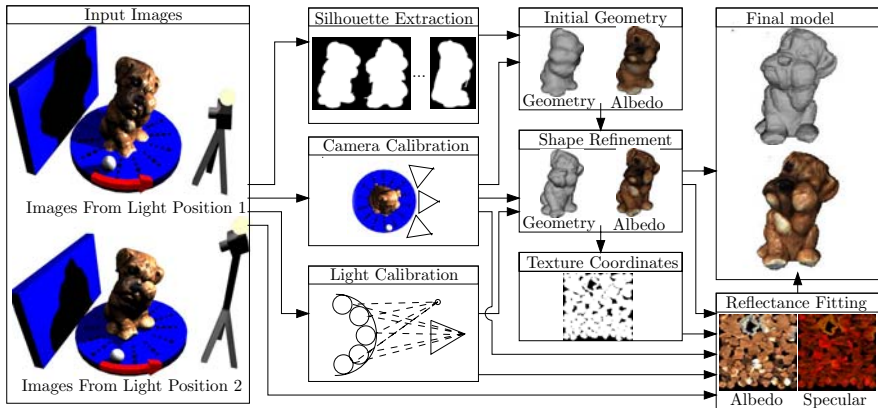 Input Images
Images From Light Position 1
Images From Light Position 2
Silhouette Extraction
...
Camera Calibration
Light Calibration
Initial Geometry
Geometry Albedo
Shape Refinement
Geometry Albedo
Texture Coordinates
Final model
Reflectance Fitting
Albedo Specular